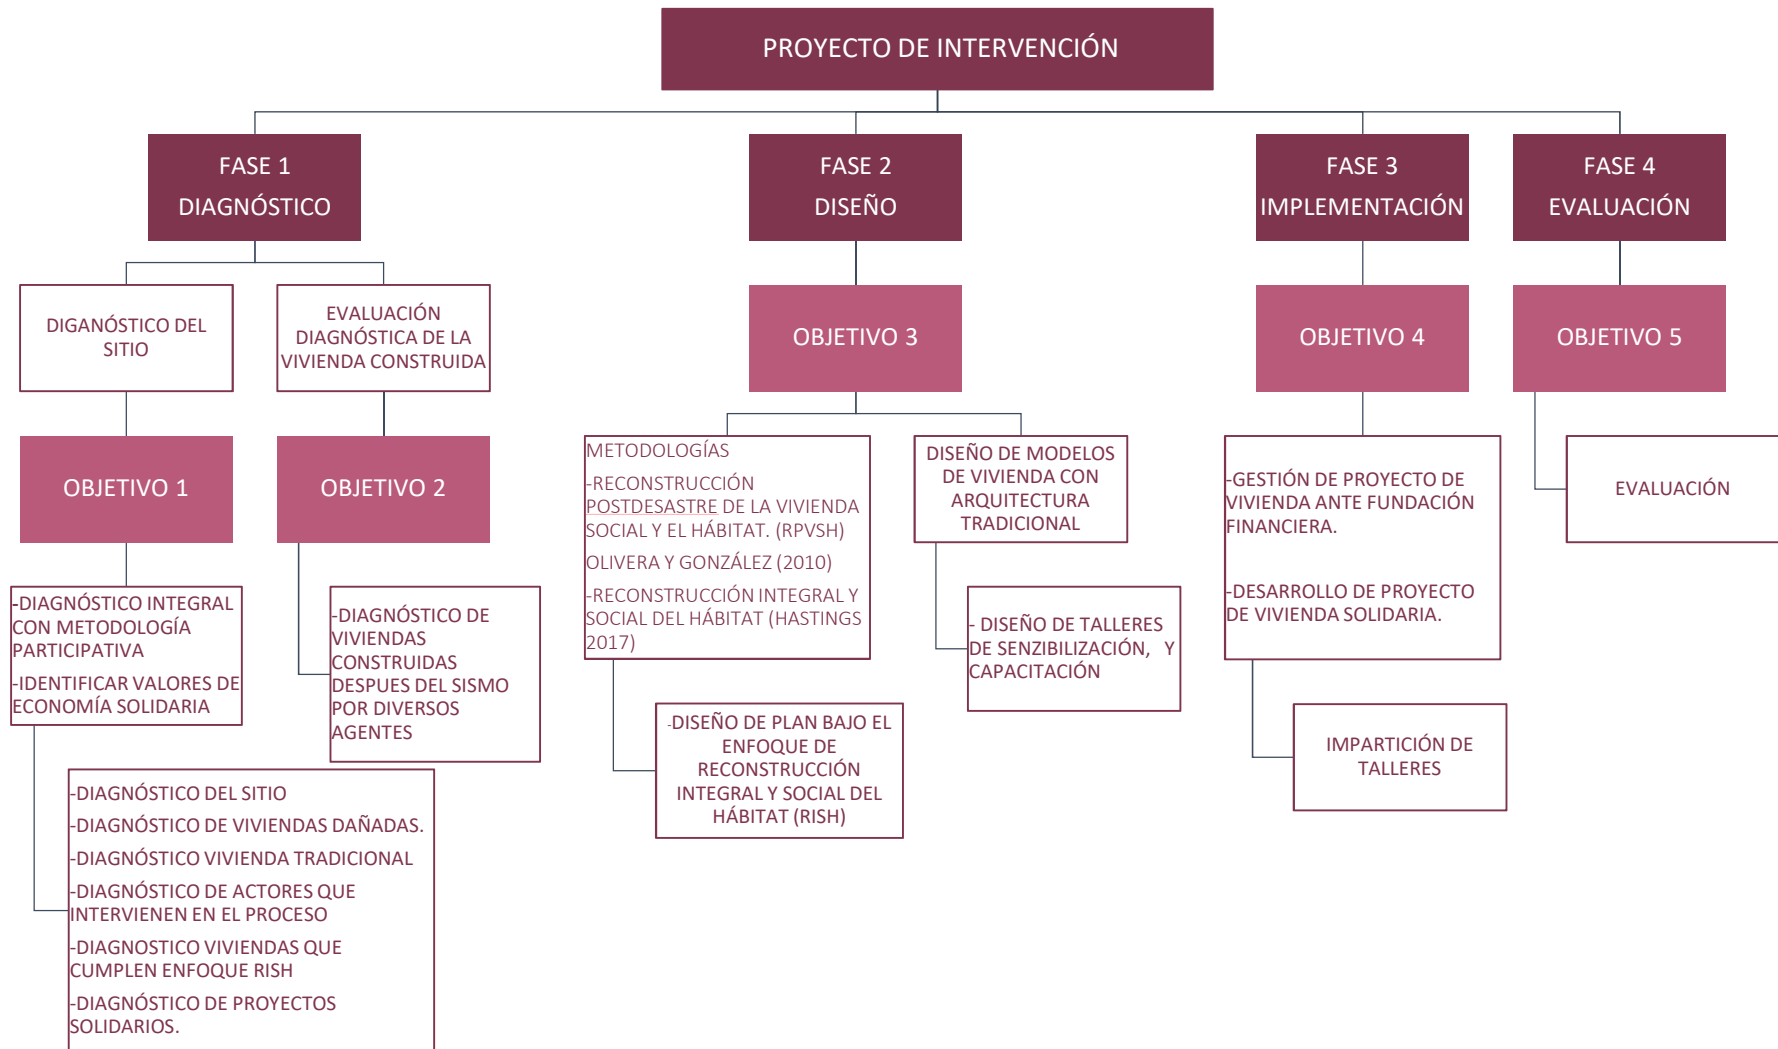 PROYECTO DE INTERVENCIÓN
FASE 1
DIAGNÓSTICO
FASE 2
DISEÑO
FASE 3
IMPLEMENTACIÓN
FASE 4
EVALUACIÓN
DIGANÓSTICO DEL
SITIO
EVALUACIÓN
DIAGNÓSTICA DE LA
VIVIENDA CONSTRUIDA
OBJETIVO 3
OBJETIVO 4
OBJETIVO 5
OBJETIVO 1
OBJETIVO 2
METODOLOGÍAS
-RECONSTRUCCIÓN
POSTDESASTRE DE LA VIVIENDA
SOCIAL Y EL HÁBITAT. (RPVSH)
OLIVERA Y GONZÁLEZ (2010)
-RECONSTRUCCIÓN INTEGRAL Y
SOCIAL DEL HÁBITAT (HASTINGS
2017)
DISEÑO DE MODELOS
DE VIVIENDA CON
ARQUITECTURA
TRADICIONAL
-GESTIÓN DE PROYECTO DE
VIVIENDA ANTE FUNDACIÓN
FINANCIERA.
-DESARROLLO DE PROYECTO
DE VIVIENDA SOLIDARIA.
EVALUACIÓN
-DIAGNÓSTICO INTEGRAL
CON METODOLOGÍA
PARTICIPATIVA
-IDENTIFICAR VALORES DE
ECONOMÍA SOLIDARIA
-DIAGNÓSTICO DE
VIVIENDAS
CONSTRUIDAS
DESPUES DEL SISMO
POR DIVERSOS
AGENTES
- DISEÑO DE TALLERES
DE SENZIBILIZACIÓN, Y
CAPACITACIÓN
-DISEÑO DE PLAN BAJO EL
ENFOQUE DE
RECONSTRUCCIÓN
INTEGRAL Y SOCIAL DEL
HÁBITAT (RISH)
IMPARTICIÓN DE
TALLERES
-DIAGNÓSTICO DEL SITIO
-DIAGNÓSTICO DE VIVIENDAS DAÑADAS.
-DIAGNÓSTICO VIVIENDA TRADICIONAL
-DIAGNÓSTICO DE ACTORES QUE
INTERVIENEN EN EL PROCESO
-DIAGNOSTICO VIVIENDAS QUE
CUMPLEN ENFOQUE RISH
-DIAGNÓSTICO DE PROYECTOS
SOLIDARIOS.